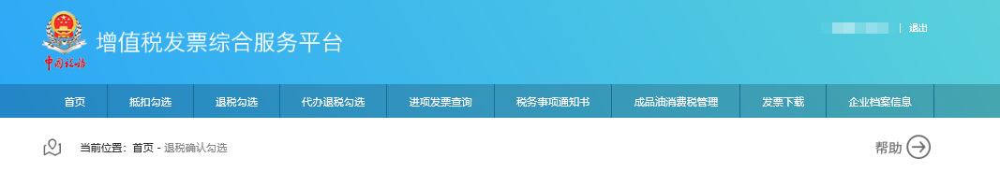 中国税务
增值税发票综合服务平台
| 退出
首页 抵扣勾选 退税勾选 代办退税勾选 进项发票查询 税务事项通知书 成品油消费税管理 发票下载 企业档案信息
当前位置：首页 - 退税确认勾选
帮助